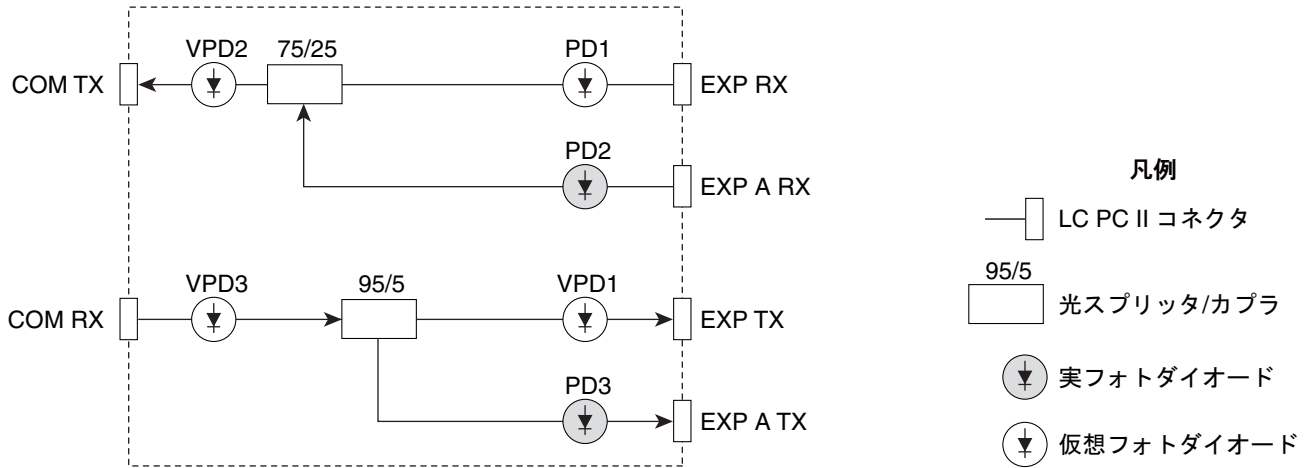 VPD2
75/25
PD1
COM TX
EXP RX
PD2
EXP A RX
VPD3
95/5
VPD1
COM RX
EXP TX
PD3
EXP A TX
凡例
LC PC II コネクタ
95/5
光スプリッタ/カプラ
実フォトダイオード
仮想フォトダイオード